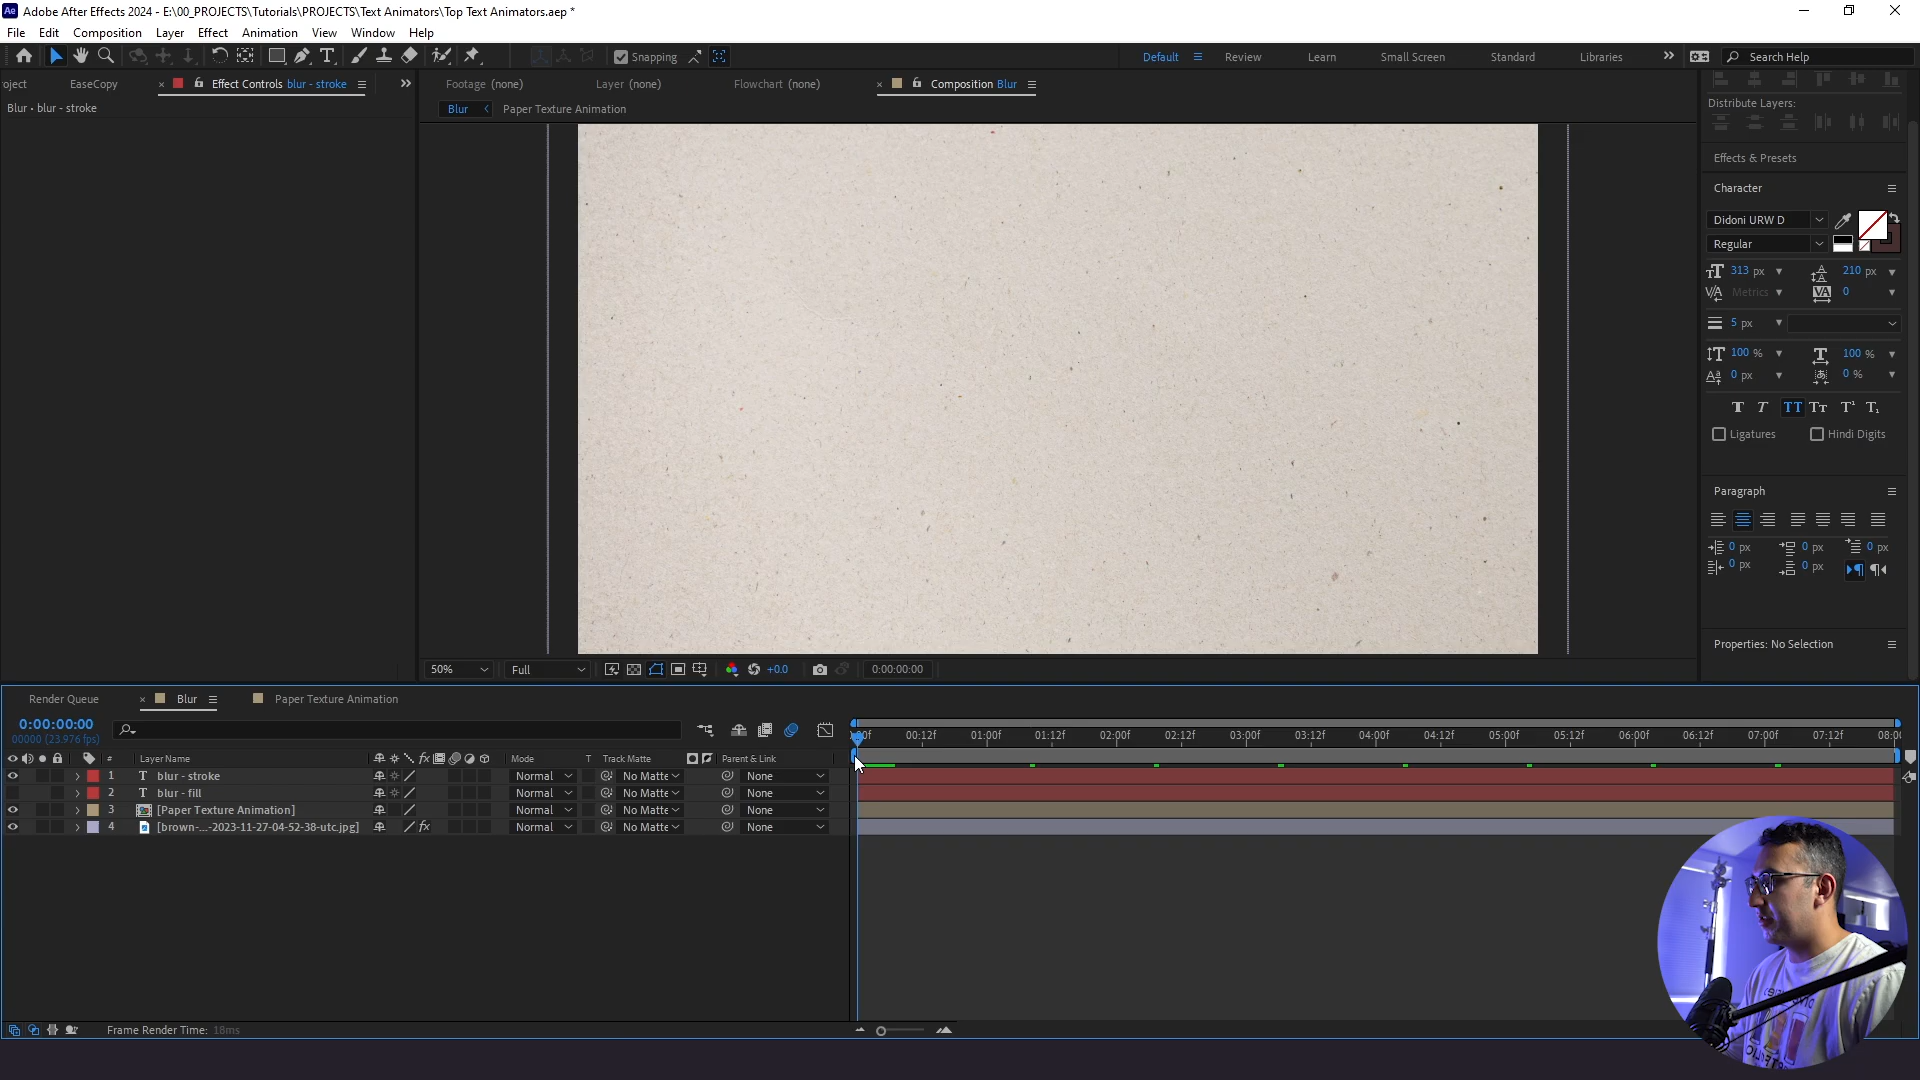 Adobe After Effects 2024 - E:\00_PROJECTS\Tutorials\PROJECTS\Text Animators\Top Text Animators.aep *
File Edit Composition Layer Effect Animation View Window Help
Snapping
Default Review Learn Small Screen Standard Libraries Search Help
oject EaseCopy Effect Controls blur - stroke
Footage (none) Layer (none) Flowchart (none) Composition Blur
Blur • blur - stroke
Blur Paper Texture Animation
Distribute Layers:
Effects & Presets
Character
Didoni URW D
Regular
313 px 210 px
Metrics 0
5 px
100 % 100 %
0 px 0 %
Ligatures Hindi Digits
Paragraph
0 px 0 px 0 px
0 px 0 px
Properties: No Selection
50% Full +0.0 0:00:00:00
Render Queue Blur Paper Texture Animation
0:00:00:00
00000 (23.976 fps)
:00f 00:12f 01:00f 01:12f 02:00f 02:12f 03:00f 03:12f 04:00f 04:12f 05:00f 05:12f 06:00f 06:12f 07:00f 07:12f 08:00
# Layer Name Mode T Track Matte Parent & Link
1 T blur - stroke Normal No Matte None
2 T blur - fill Normal No Matte None
3 [Paper Texture Animation] Normal No Matte None
4 [brown-...-2023-11-27-04-52-38-utc.jpg] Normal No Matte None
Frame Render Time: 18ms